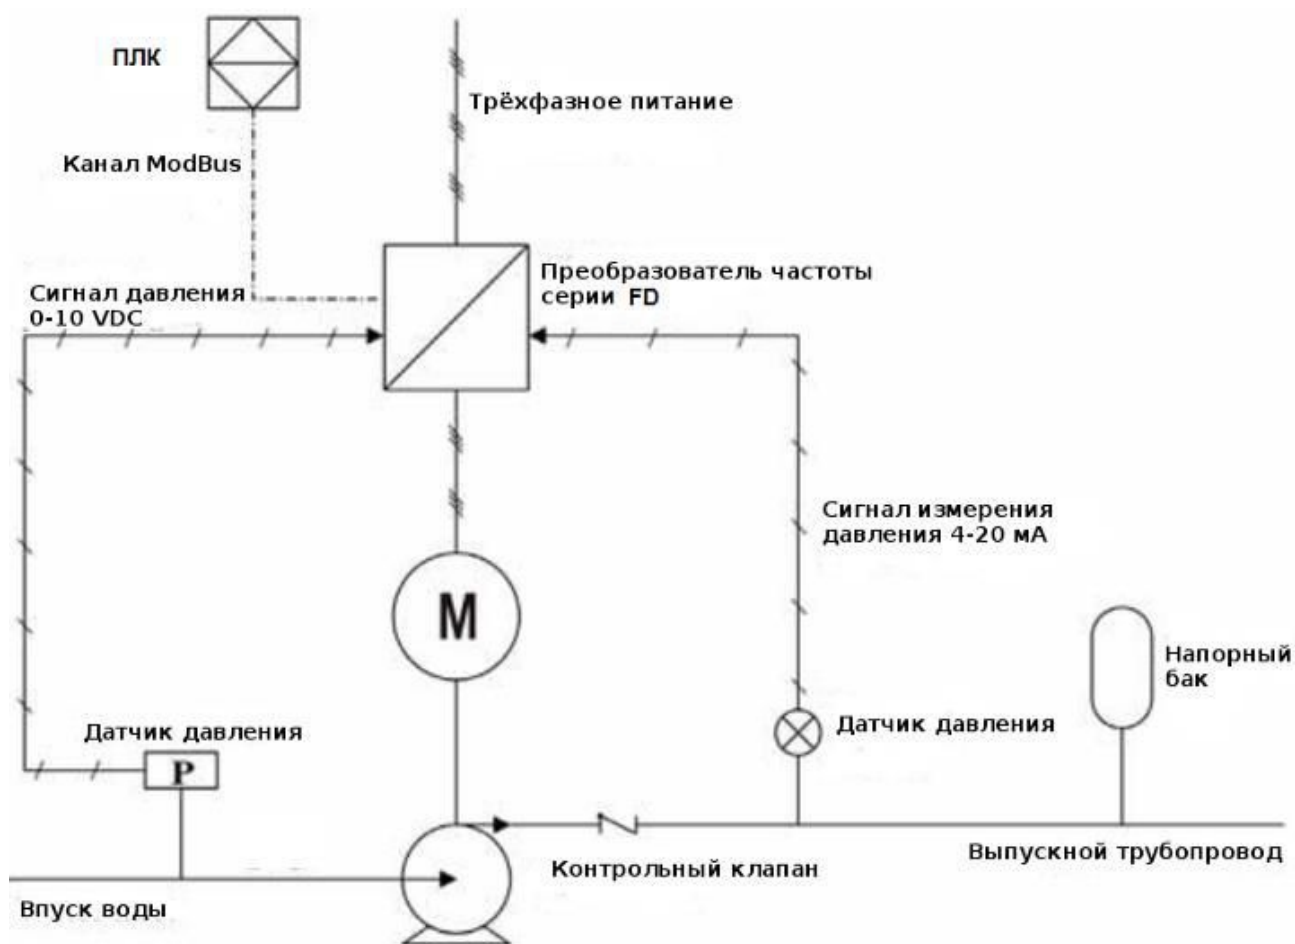 ПЛК
Трёхфазное питание
Канал ModBus
Преобразователь частоты
серии FD
Сигнал давления
0-10 VDC
Сигнал измерения
давления 4-20 мА
М
Напорный
бак
Датчик давления
Датчик давления
P
Контрольный клапан
Выпускной трубопровод
Впуск воды